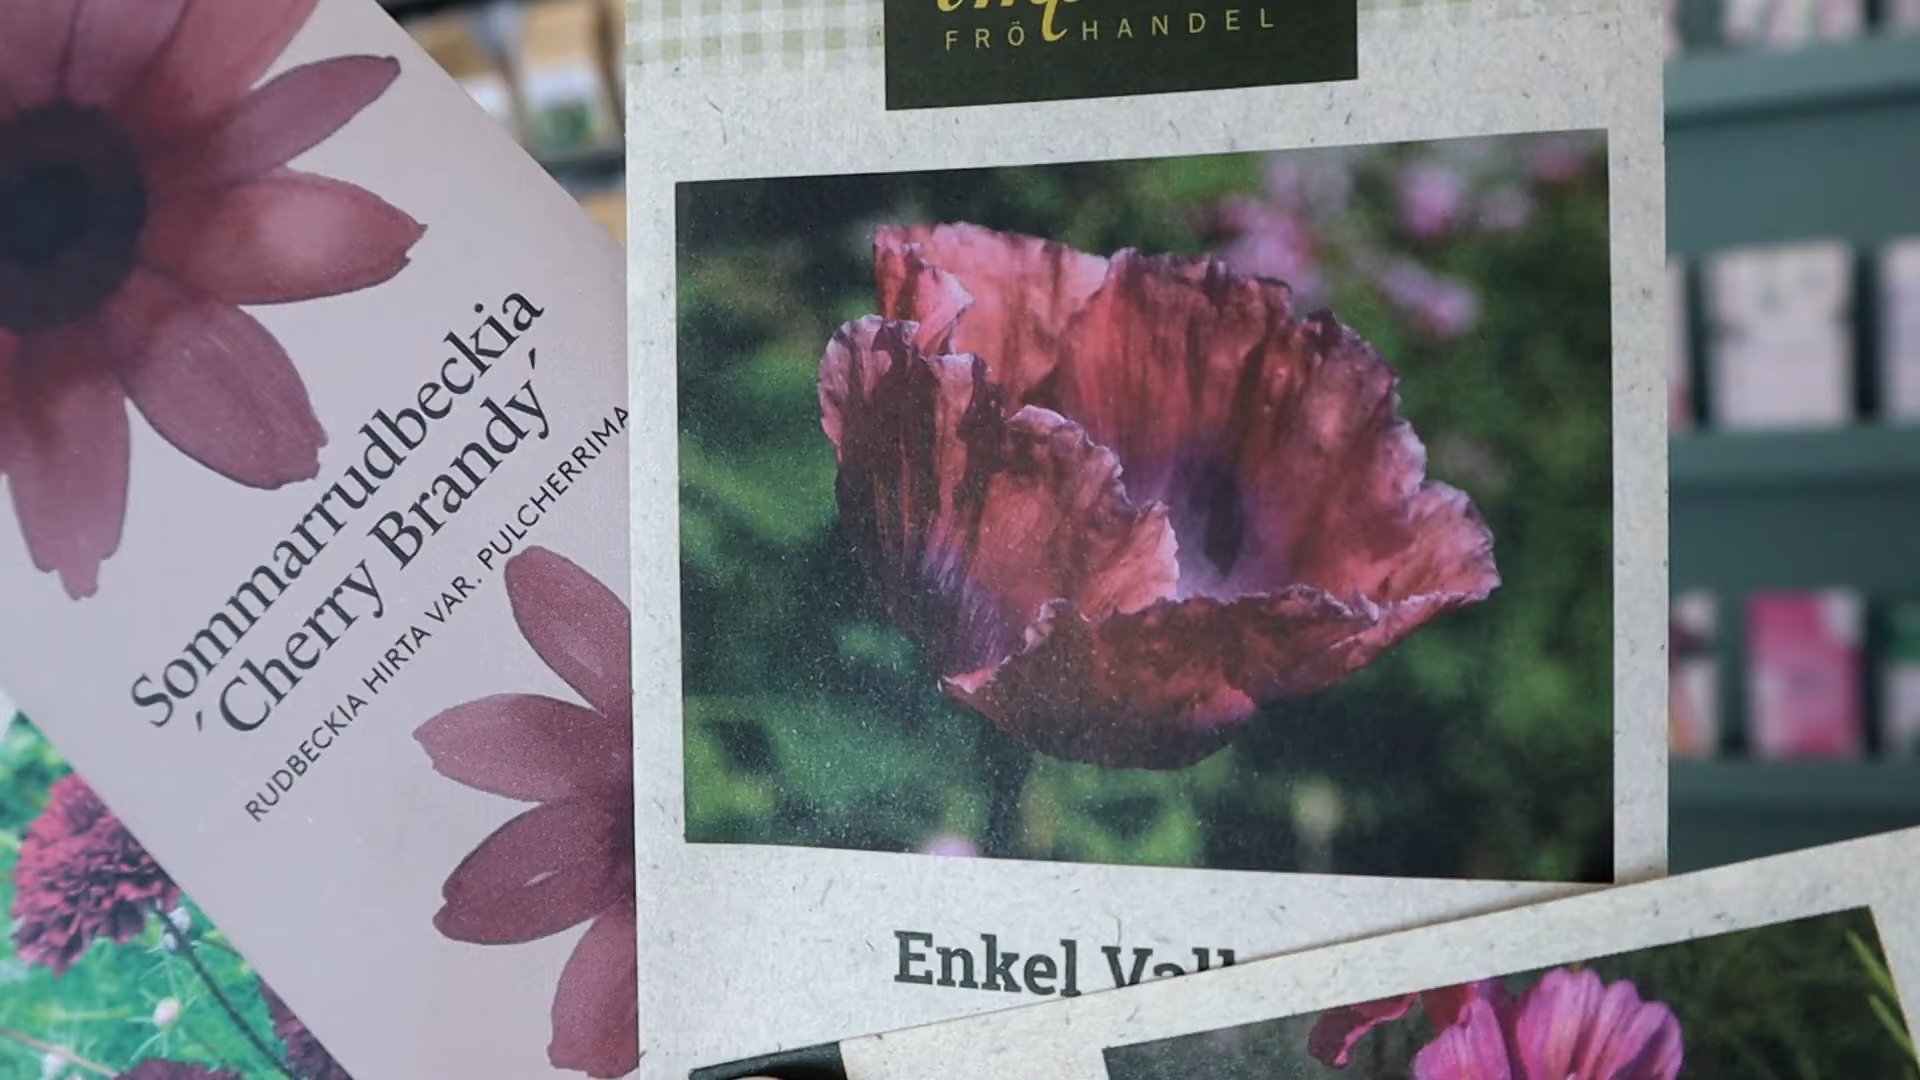 FRÖHANDEL
Sommarrudbeckia
´Cherry Brandy´
RUDBECKIA HIRTA VAR. PULCHERRIMA
Enkel